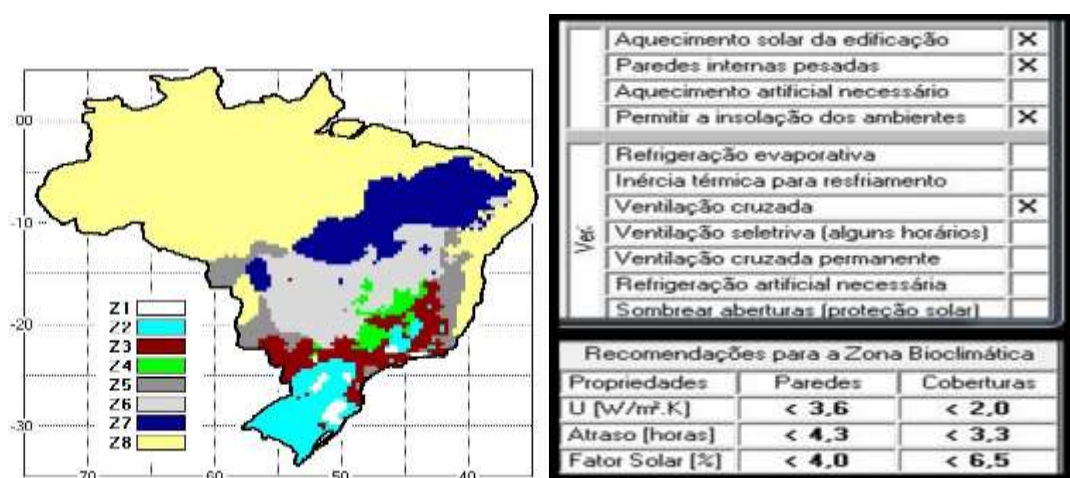 00
-10
-20
-30
Z1
Z2
Z3
Z4
Z5
Z6
Z7
Z8
70 60 50 40
Aquecimento solar da edificação X
Paredes internas pesadas X
Aquecimento artificial necessário
Permitir a insolação dos ambientes X
Ver.
Refrigeração evaporativa
Inércia térmica para resfriamento
Ventilação cruzada X
Ventilação seletriva (alguns horários)
Ventilação cruzada permanente
Refrigeração artificial necessária
Sombrear aberturas (proteção solar)
Recomendações para a Zona Bioclimática
Propriedades Paredes Coberturas
U [W/m².K] < 3,6 < 2,0
Atraso [horas] < 4,3 < 3,3
Fator Solar [%] < 4,0 < 6,5